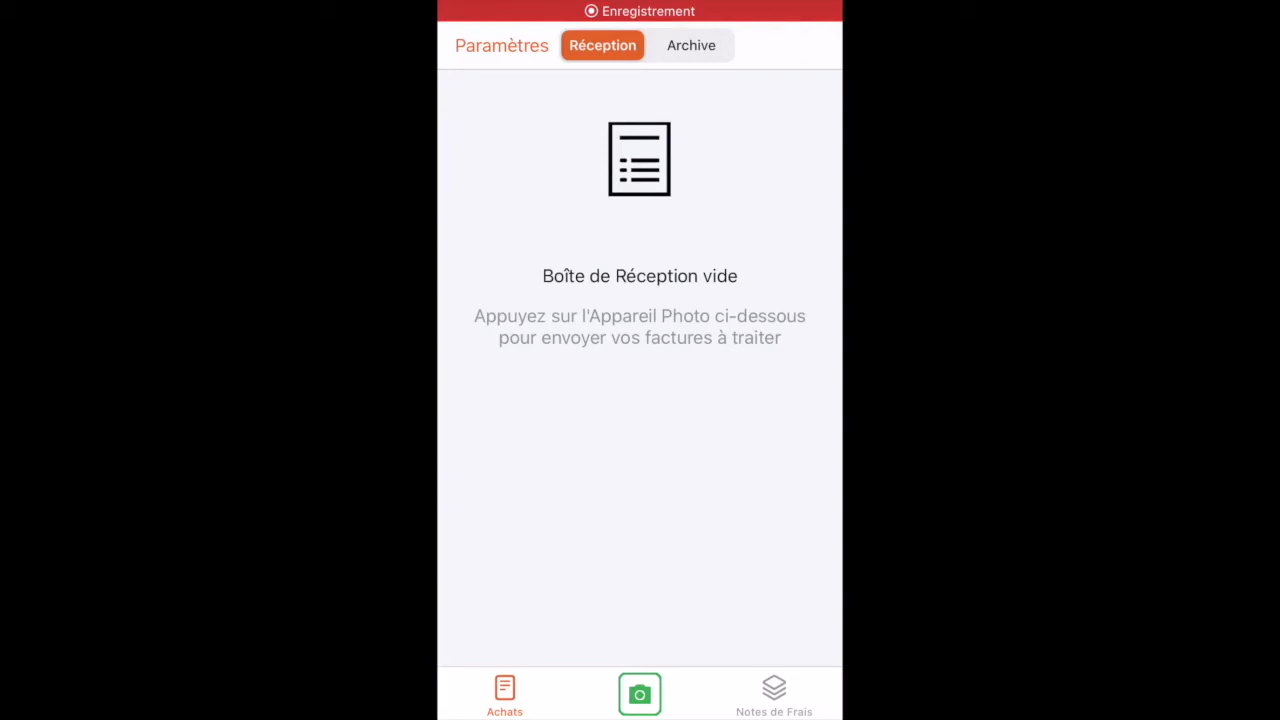 Enregistrement
Paramètres
Réception
Archive
Boîte de Réception vide
Appuyez sur l'Appareil Photo ci-dessous
pour envoyer vos factures à traiter
Achats
Notes de Frais